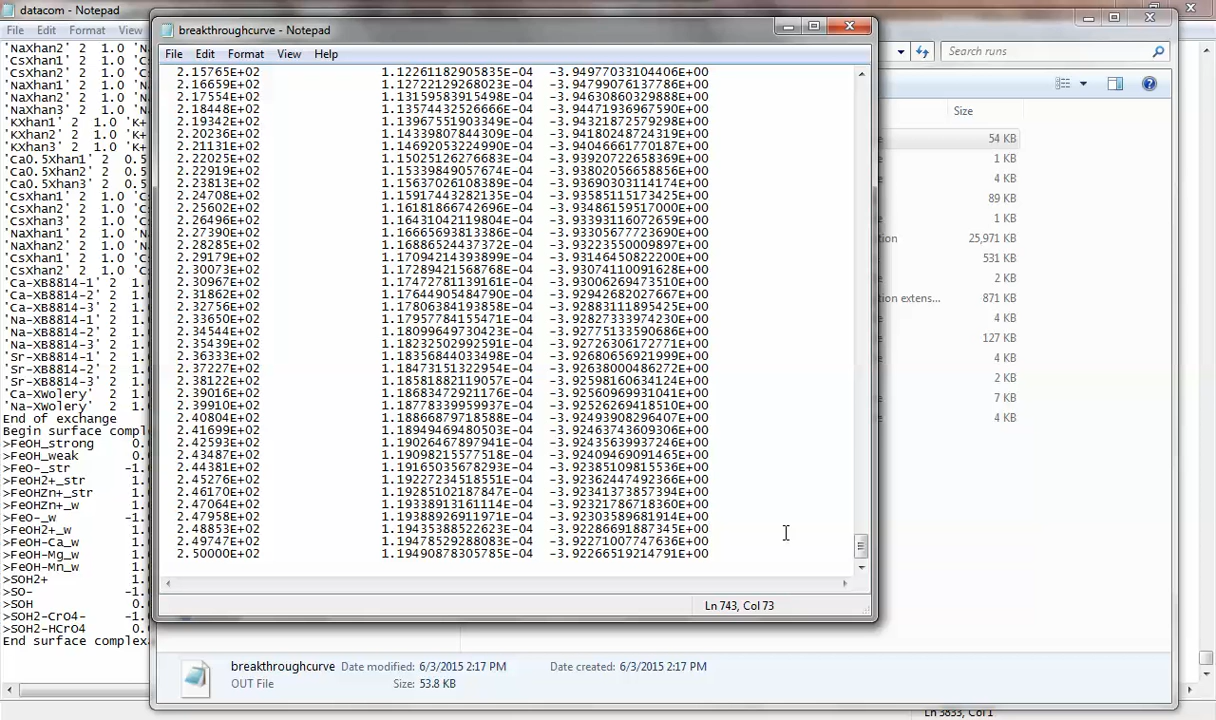 datacom - Notepad
File Edit Format View
breakthroughcurve - Notepad
File Edit Format View Help
Search runs
Size
54 KB
1 KB
4 KB
89 KB
1 KB
tion 25,971 KB
531 KB
2 KB
tion extens... 871 KB
4 KB
127 KB
4 KB
2 KB
7 KB
4 KB
2.15765E+02 1.12261182905835E-04 -3.94977033104406E+00
2.16659E+02 1.12722129268023E-04 -3.94799061137786E+00
2.17554E+02 1.13159583915498E-04 -3.94630860329888E+00
2.18448E+02 1.13574432526666E-04 -3.94471936967590E+00
2.19342E+02 1.13967551903349E-04 -3.94321872579298E+00
2.20236E+02 1.14339807844309E-04 -3.94180248724319E+00
2.21131E+02 1.14692053224990E-04 -3.94046661770187E+00
2.22025E+02 1.15025126276683E-04 -3.93920722658369E+00
2.22919E+02 1.15339849057674E-04 -3.93802056658856E+00
2.23813E+02 1.15637026108389E-04 -3.93690303114174E+00
2.24708E+02 1.15917443282135E-04 -3.93585115173425E+00
2.25602E+02 1.16181866742696E-04 -3.93486159517000E+00
2.26496E+02 1.16431042119804E-04 -3.93393116072659E+00
2.27390E+02 1.16665693813386E-04 -3.93305677723690E+00
2.28285E+02 1.16886524437372E-04 -3.93223550009897E+00
2.29179E+02 1.17094214393899E-04 -3.93146450822200E+00
2.30073E+02 1.17289421568768E-04 -3.93074110091628E+00
2.30967E+02 1.17472781139161E-04 -3.93006269473510E+00
2.31862E+02 1.17644905484790E-04 -3.92942682027667E+00
2.32756E+02 1.17806384193858E-04 -3.92883111895425E+00
2.33650E+02 1.17957784155471E-04 -3.92827333974230E+00
2.34544E+02 1.18099649730423E-04 -3.92775133590686E+00
2.35439E+02 1.18232502992591E-04 -3.92726306172771E+00
2.36333E+02 1.18356844033498E-04 -3.92680656921999E+00
2.37227E+02 1.18473151322954E-04 -3.92638000486272E+00
2.38122E+02 1.18581882119057E-04 -3.92598160634124E+00
2.39016E+02 1.18683472921176E-04 -3.92560969931041E+00
2.39910E+02 1.18778339959937E-04 -3.92526269418510E+00
2.40804E+02 1.18866879718588E-04 -3.92493908296407E+00
2.41699E+02 1.18949469480503E-04 -3.92463743609306E+00
2.42593E+02 1.19026467897941E-04 -3.92435639937246E+00
2.43487E+02 1.19098215577518E-04 -3.92409469091465E+00
2.44381E+02 1.19165035678293E-04 -3.92385109815536E+00
2.45276E+02 1.19227234518551E-04 -3.92362447492366E+00
2.46170E+02 1.19285102187847E-04 -3.92341373857394E+00
2.47064E+02 1.19338913161114E-04 -3.92321786718360E+00
2.47958E+02 1.19388926911971E-04 -3.92303589681914E+00
2.48853E+02 1.19435388522623E-04 -3.92286691887345E+00
2.49747E+02 1.19478529288083E-04 -3.92271007747636E+00
2.50000E+02 1.19490878305785E-04 -3.92266519214791E+00
Ln 743, Col 73
'NaXhan2' 2 1.0 'Na
'CsXhan1' 2 1.0 'Cs
'CsXhan2' 2 1.0 'Cs
'NaXhan1' 2 1.0 'Na
'NaXhan2' 2 1.0 'Na
'NaXhan3' 2 1.0 'Na
'KXhan1' 2 1.0 'K+
'KXhan2' 2 1.0 'K+
'KXhan3' 2 1.0 'K+
'Ca0.5Xhan1' 2 0.5
'Ca0.5Xhan2' 2 0.5
'Ca0.5Xhan3' 2 0.5
'CsXhan1' 2 1.0 'Cs
'CsXhan2' 2 1.0 'Cs
'CsXhan3' 2 1.0 'Cs
'NaXhan1' 2 1.0 'Na
'NaXhan2' 2 1.0 'Na
'CsXhan1' 2 1.0 'Cs
'CsXhan2' 2 1.0 'Cs
'Ca-XB8814-1' 2 1.
'Ca-XB8814-2' 2 1.
'Ca-XB8814-3' 2 1.
'Na-XB8814-1' 2 1.
'Na-XB8814-2' 2 1.
'Na-XB8814-3' 2 1.
'Sr-XB8814-1' 2 1.
'Sr-XB8814-2' 2 1.
'Sr-XB8814-3' 2 1.
'Ca-XWolery' 2 1.
'Na-XWolery' 2 1.
End of exchange
Begin surface compl
>FeOH_strong 0.
>FeOH_weak 0.
>FeO-_str -1.
>FeOH2+_str 1.
>FeOHZn+_str 1.
>FeOHZn+_w 1.
>FeO-_w -1.
>FeOH2+_w 1.
>FeOH-Ca_w 1.
>FeOH-Mg_w 1.
>FeOH-Mn_w 1.
>SOH2+ 1.
>SO- -1.
>SOH 0.
>SOH2-CrO4- -1.
>SOH2-HCrO4 0.
End surface complex
breakthroughcurve Date modified: 6/3/2015 2:17 PM Date created: 6/3/2015 2:17 PM
OUT File Size: 53.8 KB
Ln 3833, Col 1